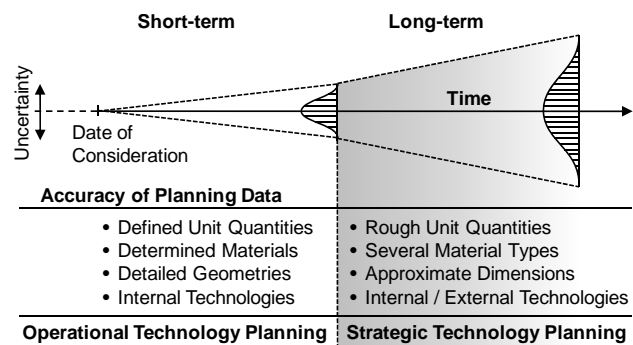 Short-term
Long-term
Uncertainty
Time
Date of
Consideration
Accuracy of Planning Data
• Defined Unit Quantities
• Determined Materials
• Detailed Geometries
• Internal Technologies
• Rough Unit Quantities
• Several Material Types
• Approximate Dimensions
• Internal / External Technologies
Operational Technology Planning
Strategic Technology Planning